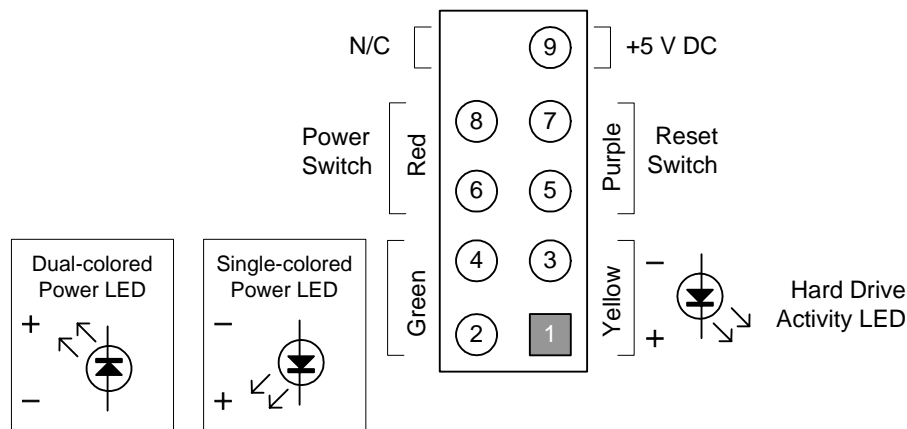 N/C
9
+5 V DC
Power
Switch
Red
8
7
6
5
Purple
Reset
Switch
Dual-colored
Power LED
+
−
Single-colored
Power LED
−
+
Green
4
3
2
1
Yellow
−
+
Hard Drive
Activity LED